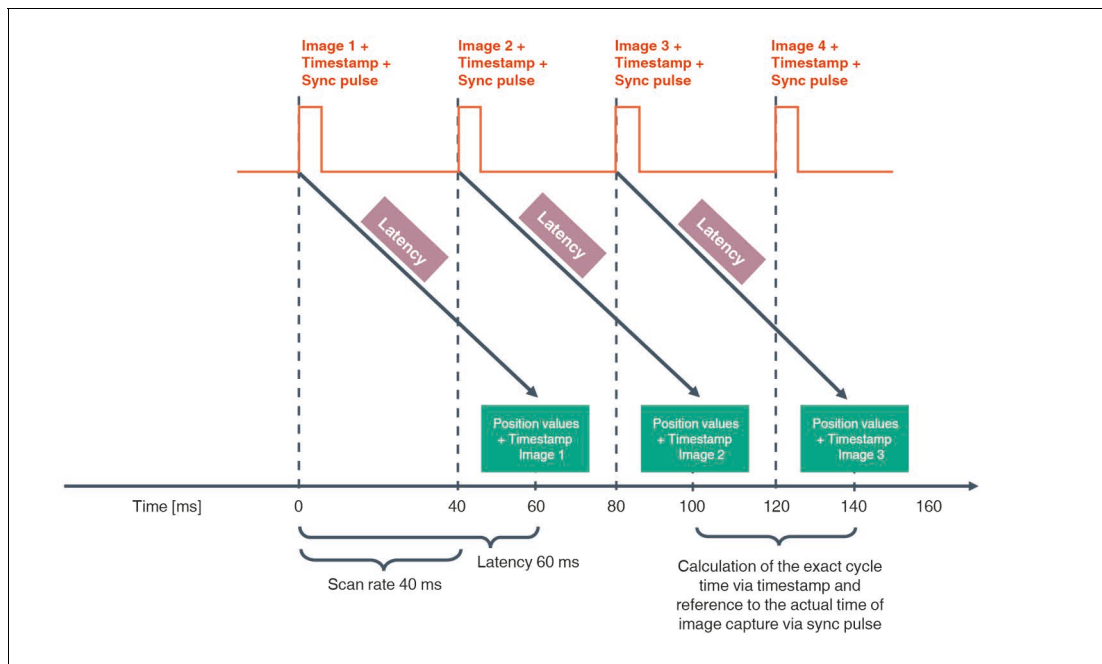 Image 1 +
Timestamp +
Sync pulse
Image 2 +
Timestamp +
Sync pulse
Image 3 +
Timestamp +
Sync pulse
Image 4 +
Timestamp +
Sync pulse
Latency
Latency
Latency
Position values
+ Timestamp
Image 1
Position values
+ Timestamp
Image 2
Position values
+ Timestamp
Image 3
Time [ms]
0
40
60
80
100
120
140
160
Latency 60 ms
Scan rate 40 ms
Calculation of the exact cycle
time via timestamp and
reference to the actual time of
image capture via sync pulse